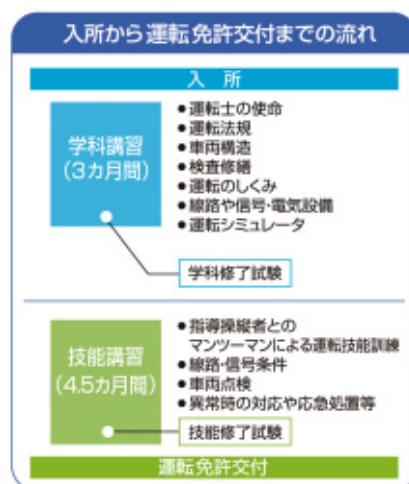 入所から運転免許交付までの流れ
入 所
学科講習
(3カ月間)
●運転士の使命
●運転法規
●車両構造
●検査修繕
●運転のしくみ
●線路や信号・電気設備
●運転シミュレータ
学科修了試験
技能講習
(4.5カ月間)
●指導操縦者との
マンツーマンによる運転技能訓練
●線路・信号条件
●車両点検
●異常時の対応や応急処置等
技能修了試験
運転免許交付